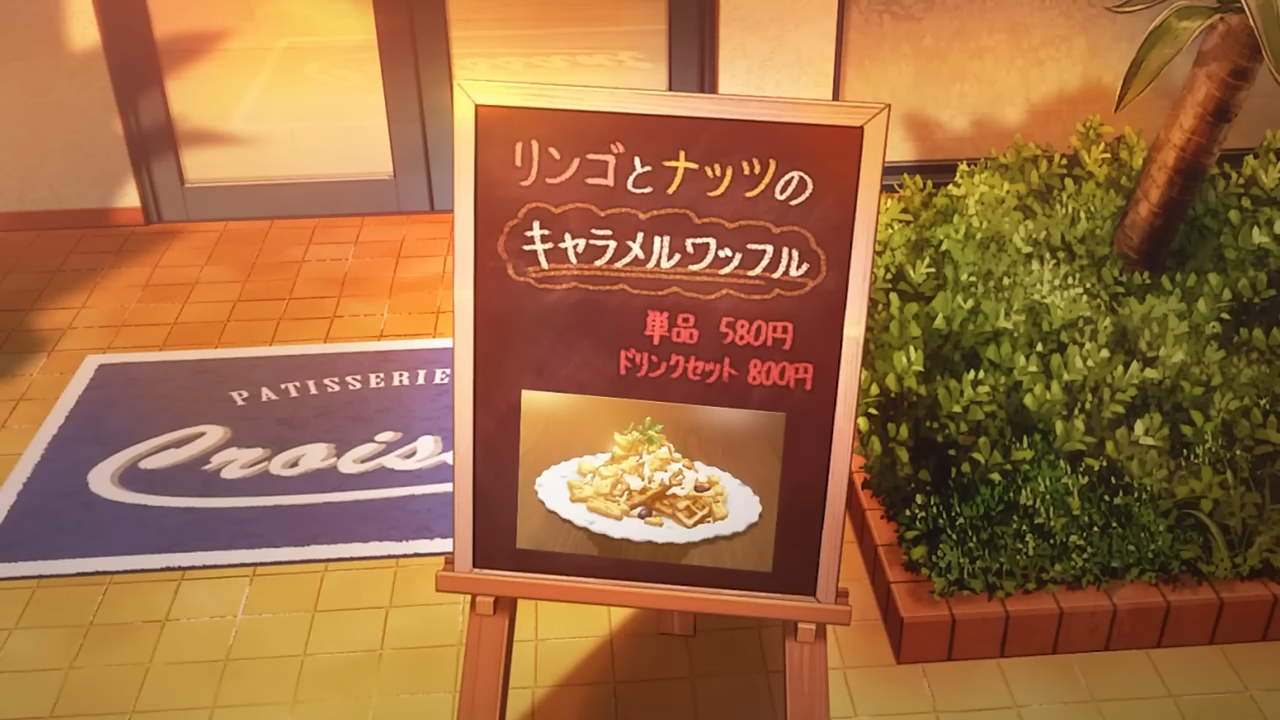 リンゴとナッツの
キャラメルワッフル
単品 580円
ドリンクセット 800円
PATISSERIE
Crois